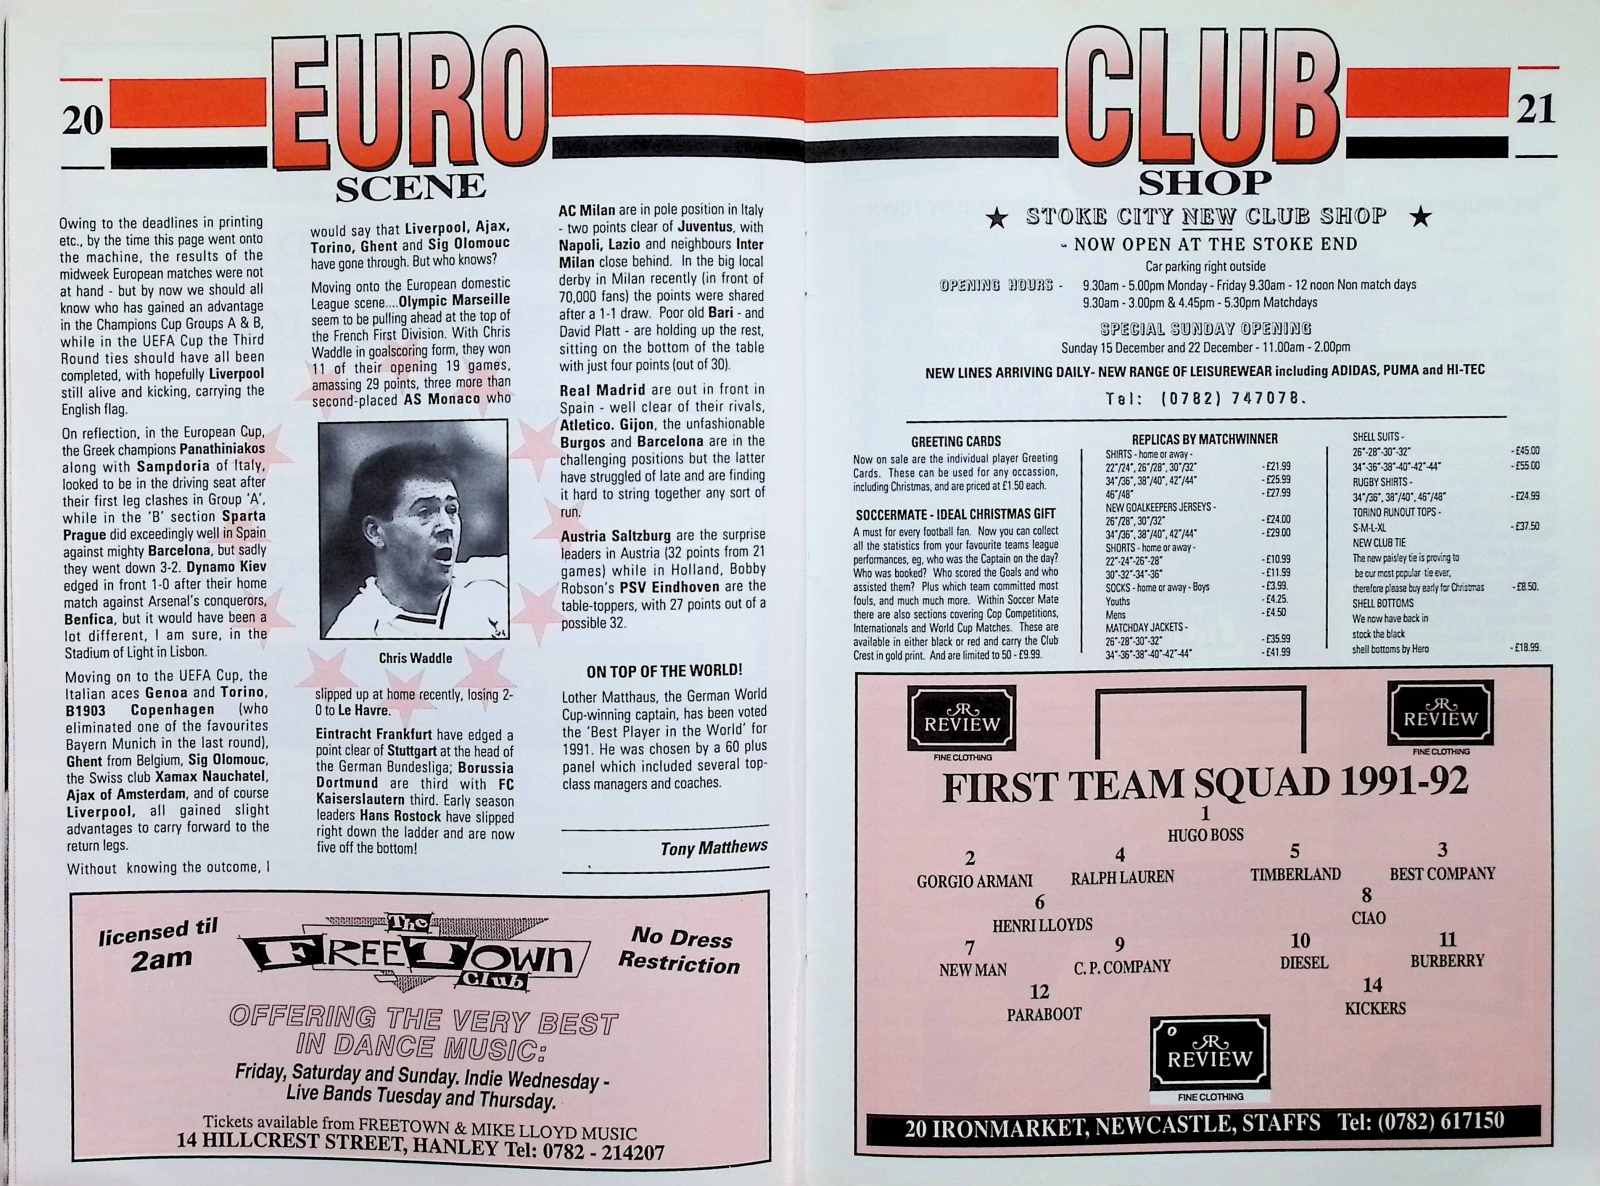 20
EURO
SCENE
Owing to the deadlines in printing
etc., by the time this page went onto
the machine, the results of the
midweek European matches were not
at hand - but by now we should all
know who has gained an advantage
in the Champions Cup Groups A & B,
while in the UEFA Cup the Third
Round ties should have all been
completed, with hopefully Liverpool
still alive and kicking, carrying the
English flag.
On reflection, in the European Cup,
the Greek champions Panathiniakos
along with Sampdoria of Italy,
looked to be in the driving seat after
their first leg clashes in Group 'A',
while in the 'B' section Sparta
Prague did exceedingly well in Spain
against mighty Barcelona, but sadly
they went down 3-2. Dynamo Kiev
edged in front 1-0 after their home
match against Arsenal's conquerors,
Benfica, but it would have been a
lot different, I am sure, in the
Stadium of Light in Lisbon.
Moving on to the UEFA Cup, the
Italian aces Genoa and Torino,
B1903 Copenhagen (who
eliminated one of the favourites
Bayern Munich in the last round),
Ghent from Belgium, Sig Olomouc,
the Swiss club Xamax Nauchatel,
Ajax of Amsterdam, and of course
Liverpool, all gained slight
advantages to carry forward to the
return legs.
Without knowing the outcome, I
would say that Liverpool, Ajax,
Torino, Ghent and Sig Olomouc
have gone through. But who knows?
Moving onto the European domestic
League scene....Olympic Marseille
seem to be pulling ahead at the top of
the French First Division. With Chris
Waddle in goalscoring form, they won
11 of their opening 19 games,
amassing 29 points, three more than
second-placed AS Monaco who
Chris Waddle
slipped up at home recently, losing 2-
0 to Le Havre.
Eintracht Frankfurt have edged a
point clear of Stuttgart at the head of
the German Bundesliga; Borussia
Dortmund are third with FC
Kaiserslautern third. Early season
leaders Hans Rostock have slipped
right down the ladder and are now
five off the bottom!
AC Milan are in pole position in Italy
- two points clear of Juventus, with
Napoli, Lazio and neighbours Inter
Milan close behind. In the big local
derby in Milan recently (in front of
70,000 fans) the points were shared
after a 1-1 draw. Poor old Bari - and
David Platt - are holding up the rest,
sitting on the bottom of the table
with just four points (out of 30).
Real Madrid are out in front in
Spain - well clear of their rivals,
Atletico. Gijon, the unfashionable
Burgos and Barcelona are in the
challenging positions but the latter
have struggled of late and are finding
it hard to string together any sort of
run.
Austria Saltzburg are the surprise
leaders in Austria (32 points from 21
games) while in Holland, Bobby
Robson's PSV Eindhoven are the
table-toppers, with 27 points out of a
possible 32.
ON TOP OF THE WORLD!
Lother Matthaus, the German World
Cup-winning captain, has been voted
the 'Best Player in the World' for
1991. He was chosen by a 60 plus
panel which included several top-
class managers and coaches.
Tony Matthews
licensed til
2am
The
FREETOWN
Club
No Dress
Restriction
OFFERING THE VERY BEST
IN DANCE MUSIC:
Friday, Saturday and Sunday. Indie Wednesday -
Live Bands Tuesday and Thursday.
Tickets available from FREETOWN & MIKE LLOYD MUSIC
14 HILLCREST STREET, HANLEY Tel: 0782 - 214207
21
CLUB
SHOP
★ STOKE CITY NEW CLUB SHOP ★
- NOW OPEN AT THE STOKE END
Car parking right outside
OPENING HOURS - 9.30am - 5.00pm Monday - Friday 9.30am - 12 noon Non match days
9.30am - 3.00pm & 4.45pm - 5.30pm Matchdays
SPECIAL SUNDAY OPENING
Sunday 15 December and 22 December - 11.00am - 2.00pm
NEW LINES ARRIVING DAILY- NEW RANGE OF LEISUREWEAR including ADIDAS, PUMA and HI-TEC
Tel: (0782) 747078.
GREETING CARDS
Now on sale are the individual player Greeting
Cards. These can be used for any occassion,
including Christmas, and are priced at £1.50 each.
SOCCERMATE - IDEAL CHRISTMAS GIFT
A must for every football fan. Now you can collect
all the statistics from your favourite teams league
performances, eg, who was the Captain on the day?
Who was booked? Who scored the Goals and who
assisted them? Plus which team committed most
fouls, and much much more. Within Soccer Mate
there are also sections covering Cop Competitions,
Internationals and World Cup Matches. These are
available in either black or red and carry the Club
Crest in gold print. And are limited to 50 - £9.99.
REPLICAS BY MATCHWINNER
SHIRTS - home or away -
22"/24", 26"/28", 30"/32" - £21.99
34"/36", 38"/40", 42"/44" - £25.99
46"/48" - £27.99
NEW GOALKEEPERS JERSEYS -
26"/28", 30"/32" - £24.00
34"/36", 38"/40", 42"/44" - £29.00
SHORTS - home or away -
22"-24"-26"-28" - £10.99
30"-32"-34"-36" - £11.99
SOCKS - home or away - Boys - £3.99.
Youths - £4.25.
Mens - £4.50
MATCHDAY JACKETS -
26"-28"-30"-32" - £35.99
34"-36"-38"-40"-42"-44" - £41.99
SHELL SUITS -
26"-28"-30"-32" - £45.00
34"-36"-38"-40"-42"-44" - £55.00
RUGBY SHIRTS -
34"/36", 38"/40", 46"/48" - £24.99
TORINO RUNOUT TOPS -
S-M-L-XL - £37.50
NEW CLUB TIE
The new paisley tie is proving to
be our most popular tie ever,
therefore please buy early for Christmas - £8.50.
SHELL BOTTOMS
We now have back in
stock the black
shell bottoms by Hero - £18.99.
RR
REVIEW
FINE CLOTHING
RR
REVIEW
FINE CLOTHING
FIRST TEAM SQUAD 1991-92
1
HUGO BOSS
2 4 5 3
GORGIO ARMANI RALPH LAUREN TIMBERLAND BEST COMPANY
6 8
HENRI LLOYDS CIAO
7 9 10 11
NEW MAN C. P. COMPANY DIESEL BURBERRY
12 14
PARABOOT KICKERS
RR
REVIEW
FINE CLOTHING
20 IRONMARKET, NEWCASTLE, STAFFS Tel: (0782) 617150